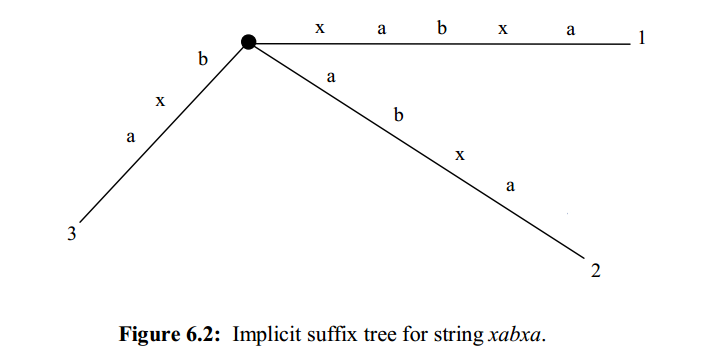 x a b x a 1
b x a 3
a b x a 2
Figure 6.2: Implicit suffix tree for string xabxa.